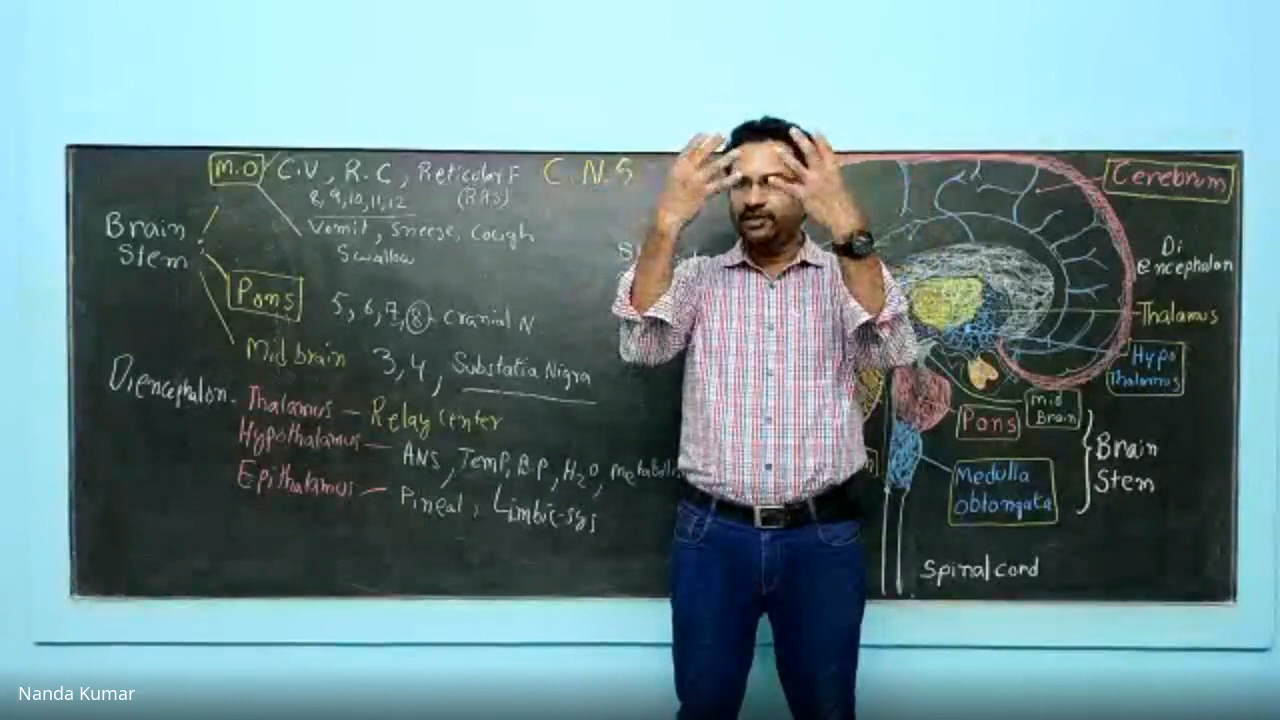 M.O C.V, R.C, Reticular F
8, 9, 10, 11, 12 (RAS)
Vomit, Sneeze, Cough
Swallow
C.N.S
Brain
Stem
Pons
5, 6, 7, 8 - Cranial N
Mid brain 3, 4, Substatia Nigra
Diencephalon. Thalamus - Relay Center
Hypothalamus - ANS, Temp, B.P, H2O,
Epithalamus - Pineal, Limbic-sys
Cerebrum
Di
encephalon
Thalamus
Hypo
Thalamus
Mid
Brain
Pons
Brain
Stem
Medulla
oblongata
Spinal cord
Nanda Kumar